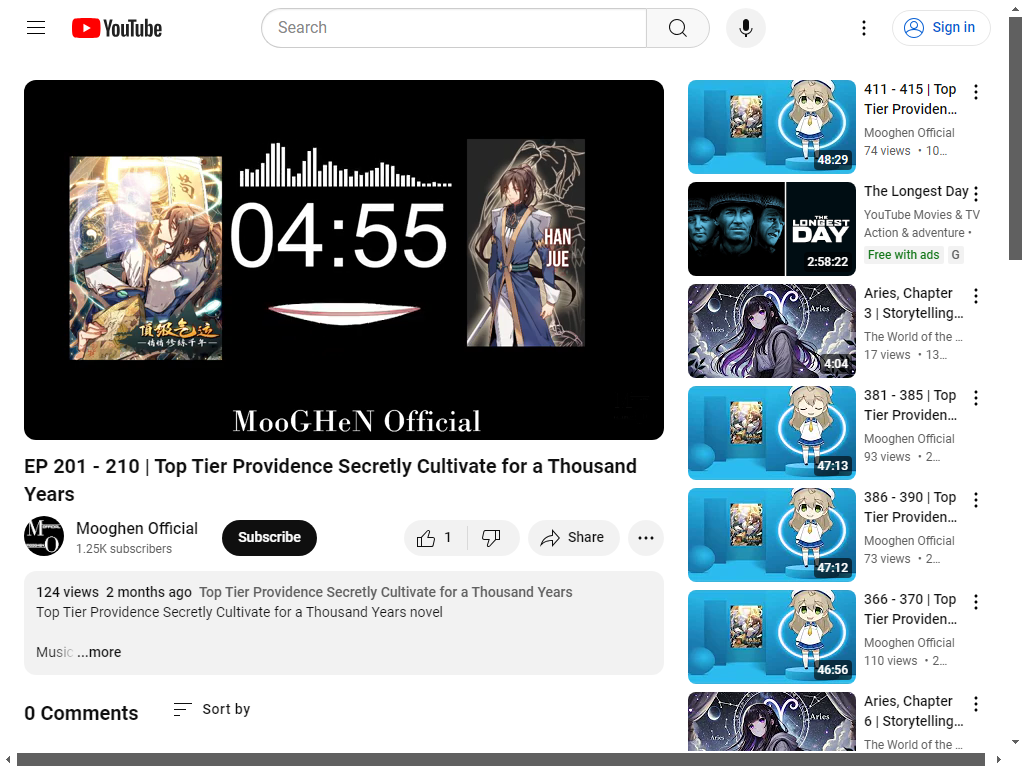 YouTube
Search
Sign in
04:55
HAN
JUE
頂級气运
悄悄修练千年
MooGHeN Official
EP 201 - 210 | Top Tier Providence Secretly Cultivate for a Thousand
Years
Mooghen Official
1.25K subscribers
Subscribe
1
Share
124 views 2 months ago Top Tier Providence Secretly Cultivate for a Thousand Years
Top Tier Providence Secretly Cultivate for a Thousand Years novel
Music
...more
0 Comments
Sort by
48:29
411 - 415 | Top
Tier Providen...
Mooghen Official
74 views • 10...
THE
LONGEST
DAY
2:58:22
The Longest Day
YouTube Movies & TV
Action & adventure •
Free with ads
G
Aries
Aries
4:04
Aries, Chapter
3 | Storytelling...
The World of the ...
17 views • 13...
47:13
381 - 385 | Top
Tier Providen...
Mooghen Official
93 views • 2...
47:12
386 - 390 | Top
Tier Providen...
Mooghen Official
73 views • 2...
46:56
366 - 370 | Top
Tier Providen...
Mooghen Official
110 views • 2...
Aries
Aries
Aries, Chapter
6 | Storytelling...
The World of the ...